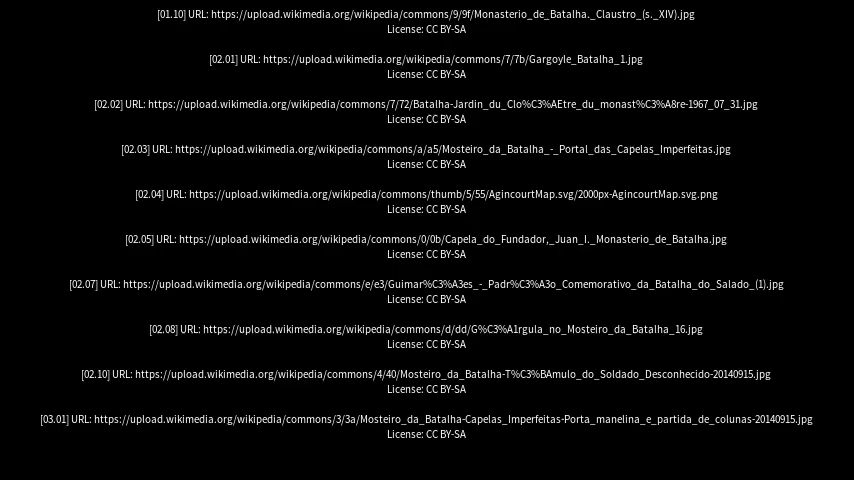 [01.10] URL: https://upload.wikimedia.org/wikipedia/commons/9/9f/Monasterio_de_Batalha._Claustro_(s._XIV).jpg
License: CC BY-SA
[02.01] URL: https://upload.wikimedia.org/wikipedia/commons/7/7b/Gargoyle_Batalha_1.jpg
License: CC BY-SA
[02.02] URL: https://upload.wikimedia.org/wikipedia/commons/7/72/Batalha-Jardin_du_Clo%C3%AEtre_du_monast%C3%A8re-1967_07_31.jpg
License: CC BY-SA
[02.03] URL: https://upload.wikimedia.org/wikipedia/commons/a/a5/Mosteiro_da_Batalha_-_Portal_das_Capelas_Imperfeitas.jpg
License: CC BY-SA
[02.04] URL: https://upload.wikimedia.org/wikipedia/commons/thumb/5/55/AgincourtMap.svg/2000px-AgincourtMap.svg.png
License: CC BY-SA
[02.05] URL: https://upload.wikimedia.org/wikipedia/commons/0/0b/Capela_do_Fundador,_Juan_I._Monasterio_de_Batalha.jpg
License: CC BY-SA
[02.07] URL: https://upload.wikimedia.org/wikipedia/commons/e/e3/Guimar%C3%A3es_-_Padr%C3%A3o_Comemorativo_da_Batalha_do_Salado_(1).jpg
License: CC BY-SA
[02.08] URL: https://upload.wikimedia.org/wikipedia/commons/d/dd/G%C3%A1rgula_no_Mosteiro_da_Batalha_16.jpg
License: CC BY-SA
[02.10] URL: https://upload.wikimedia.org/wikipedia/commons/4/40/Mosteiro_da_Batalha-T%C3%BAmulo_do_Soldado_Desconhecido-20140915.jpg
License: CC BY-SA
[03.01] URL: https://upload.wikimedia.org/wikipedia/commons/3/3a/Mosteiro_da_Batalha-Capelas_Imperfeitas-Porta_manelina_e_partida_de_colunas-20140915.jpg
License: CC BY-SA